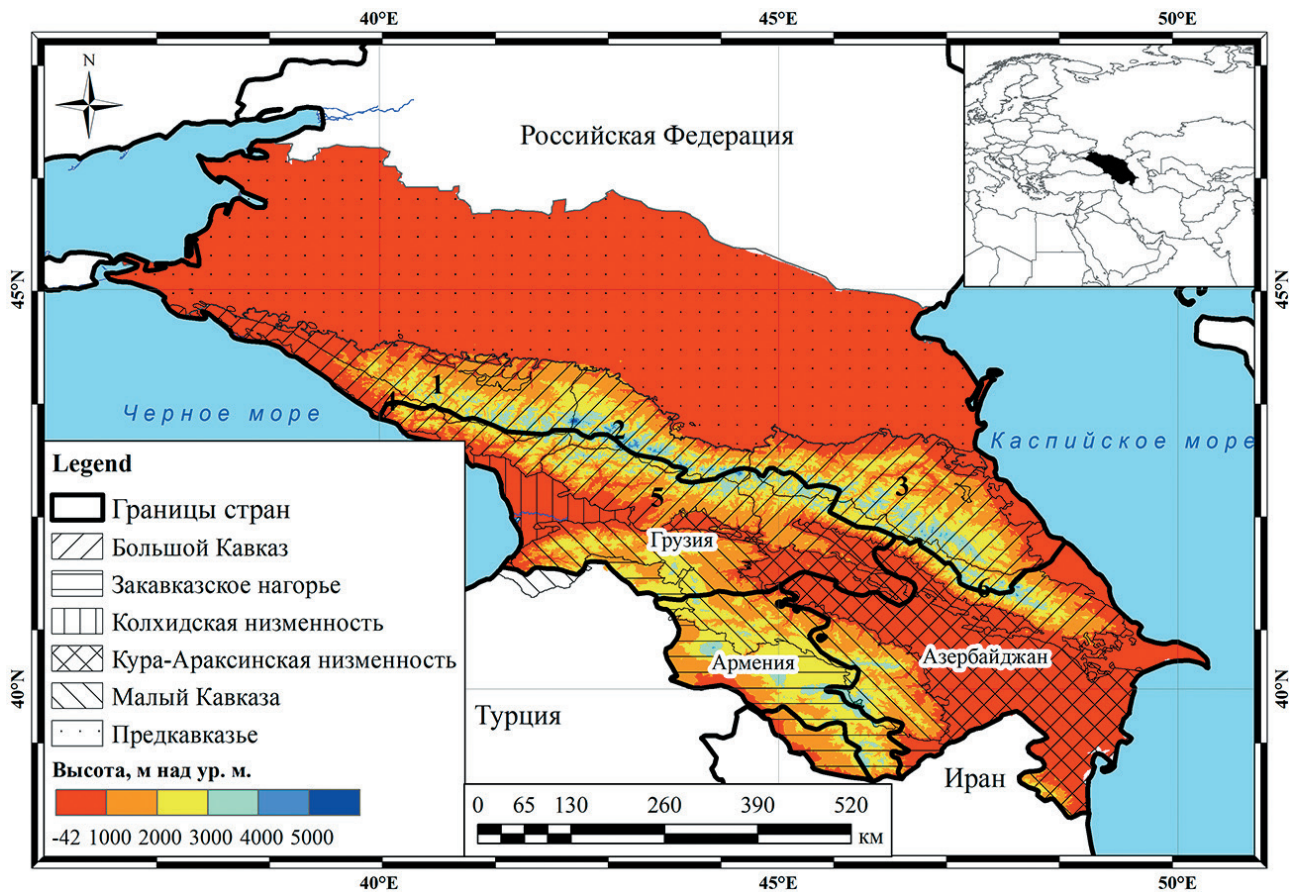 40°E 45°E 50°E
N
Российская Федерация
45°N 45°N
1
4
2
Черное море
Каспийское море
3
5
Грузия
6
Азербайджан
Армения
40°N 40°N
Турция
Иран
Legend
Границы стран
Большой Кавказ
Закавказское нагорье
Колхидская низменность
Кура-Араксинская низменность
Малый Кавказа
Предкавказье
Высота, м над ур. м.
-42 1000 2000 3000 4000 5000
0 65 130 260 390 520
км
40°E 45°E 50°E